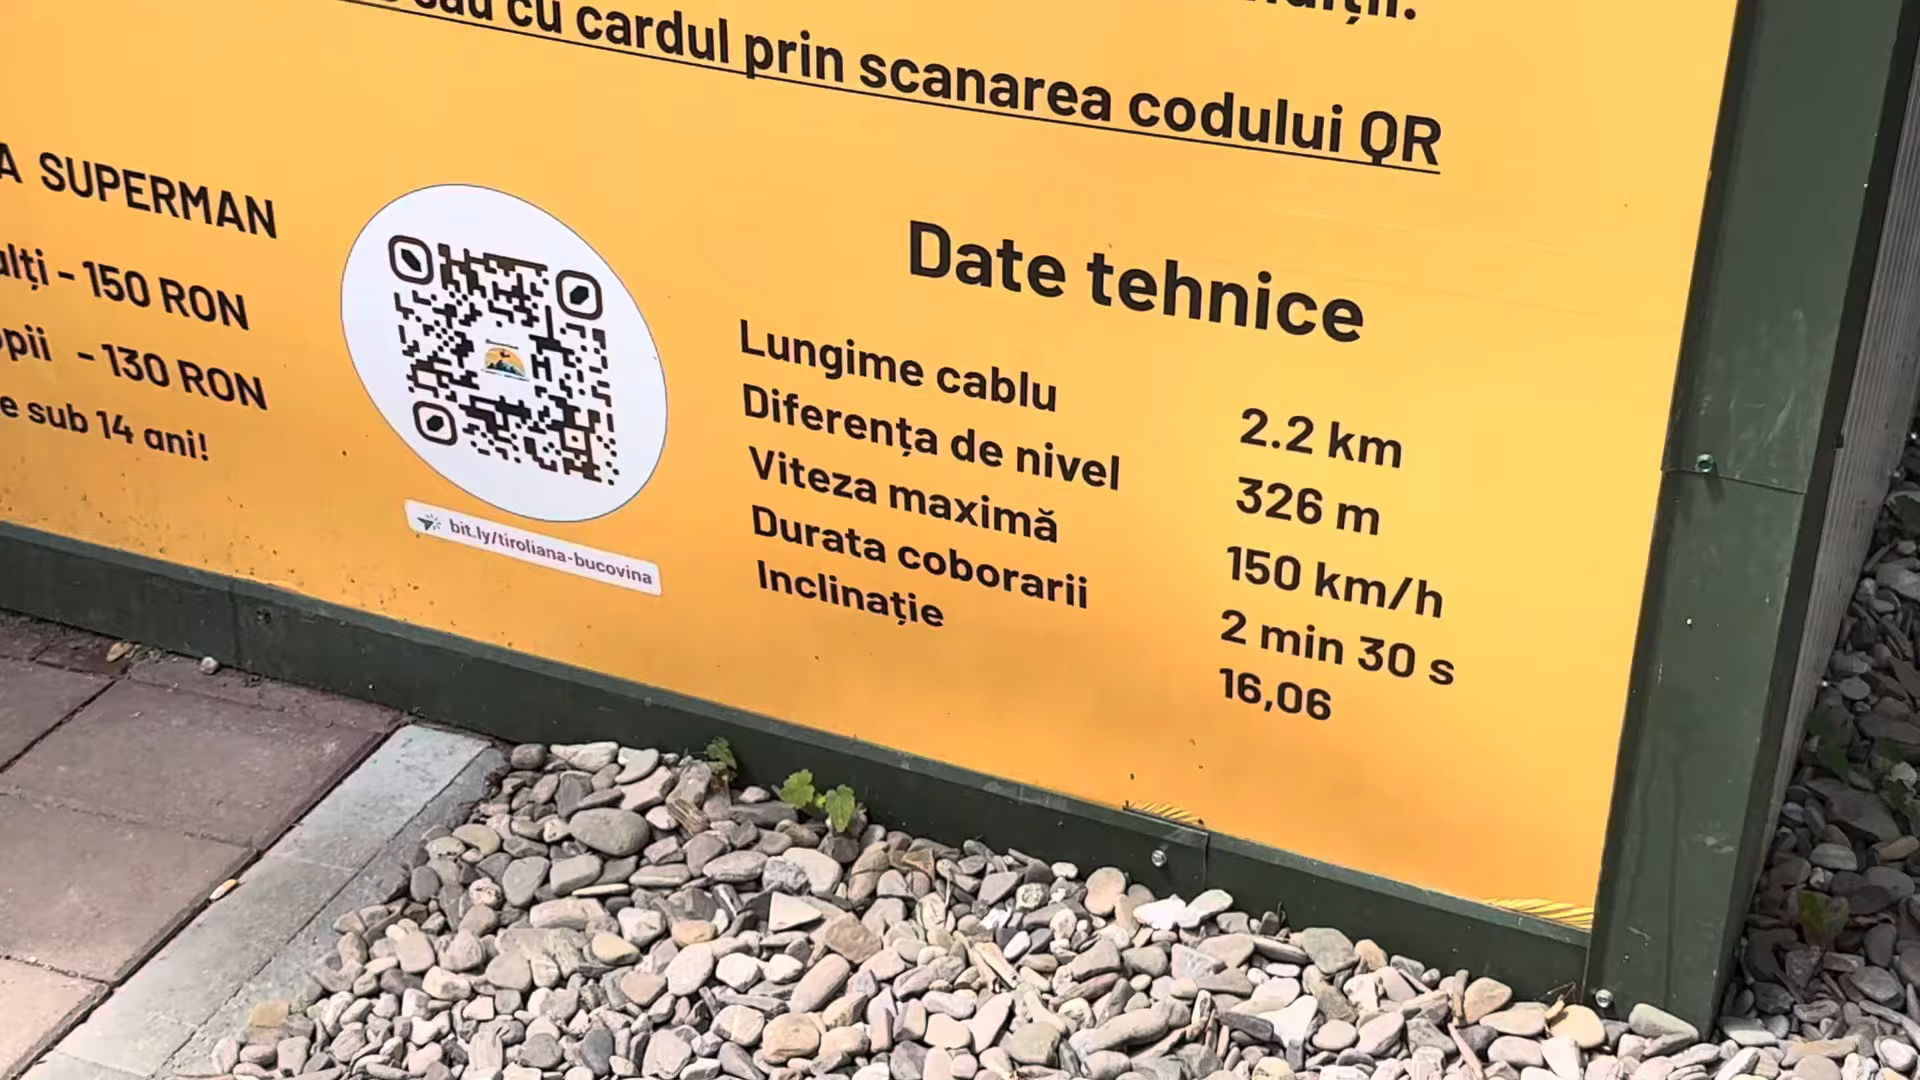 sau cu cardul prin scanarea codului QR
SUPERMAN
- 150 RON
- 130 RON
sub 14 ani!
bit.ly/tiroliana-bucovina
Date tehnice
Lungime cablu 2.2 km
Diferența de nivel 326 m
Viteza maximă 150 km/h
Durata coborarii 2 min 30 s
Inclinație 16,06